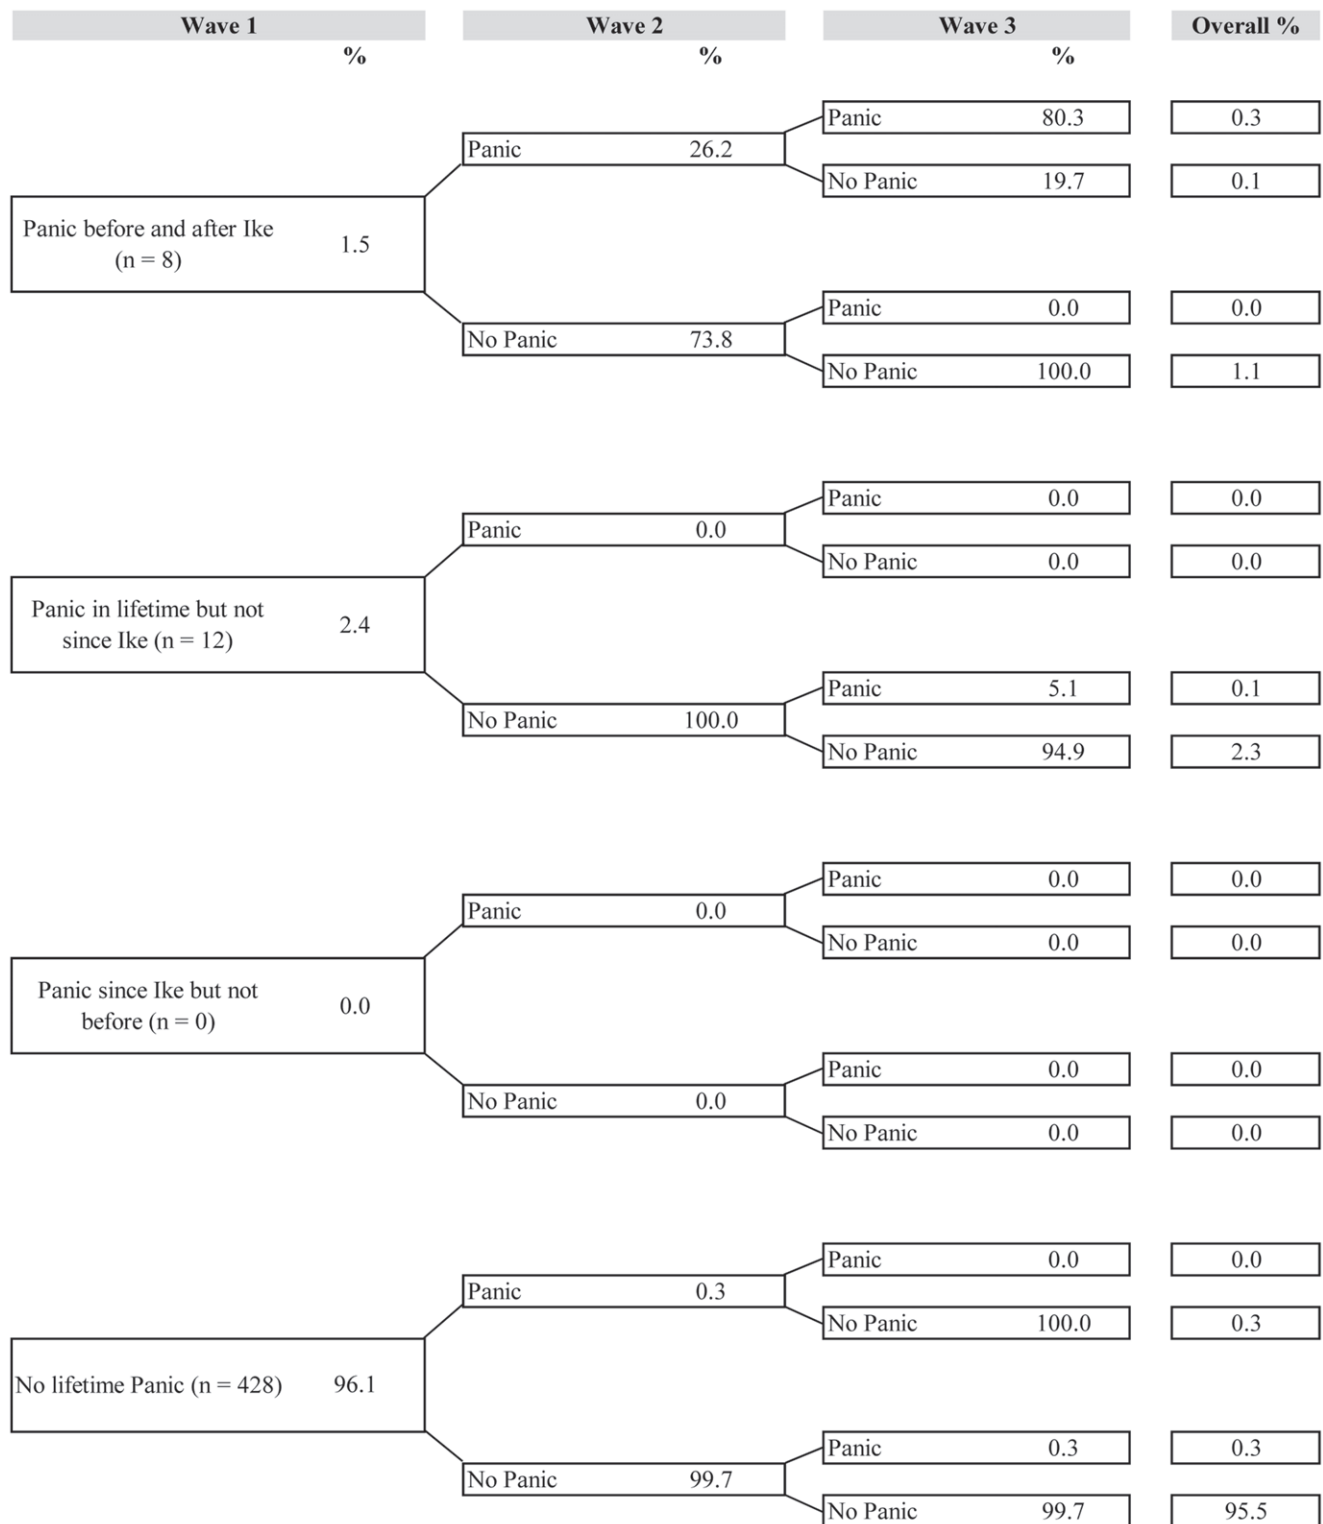 Wave 1 Wave 2 Wave 3 Overall %
% % %
Panic 80.3 0.3
Panic 26.2
No Panic 19.7 0.1
Panic before and after Ike
(n = 8) 1.5
Panic 0.0 0.0
No Panic 73.8
No Panic 100.0 1.1
Panic 0.0 0.0
Panic 0.0
No Panic 0.0 0.0
Panic in lifetime but not
since Ike (n = 12) 2.4
Panic 5.1 0.1
No Panic 100.0
No Panic 94.9 2.3
Panic 0.0 0.0
Panic 0.0
No Panic 0.0 0.0
Panic since Ike but not
before (n = 0) 0.0
Panic 0.0 0.0
No Panic 0.0
No Panic 0.0 0.0
Panic 0.0 0.0
Panic 0.3
No Panic 100.0 0.3
No lifetime Panic (n = 428) 96.1
Panic 0.3 0.3
No Panic 99.7
No Panic 99.7 95.5